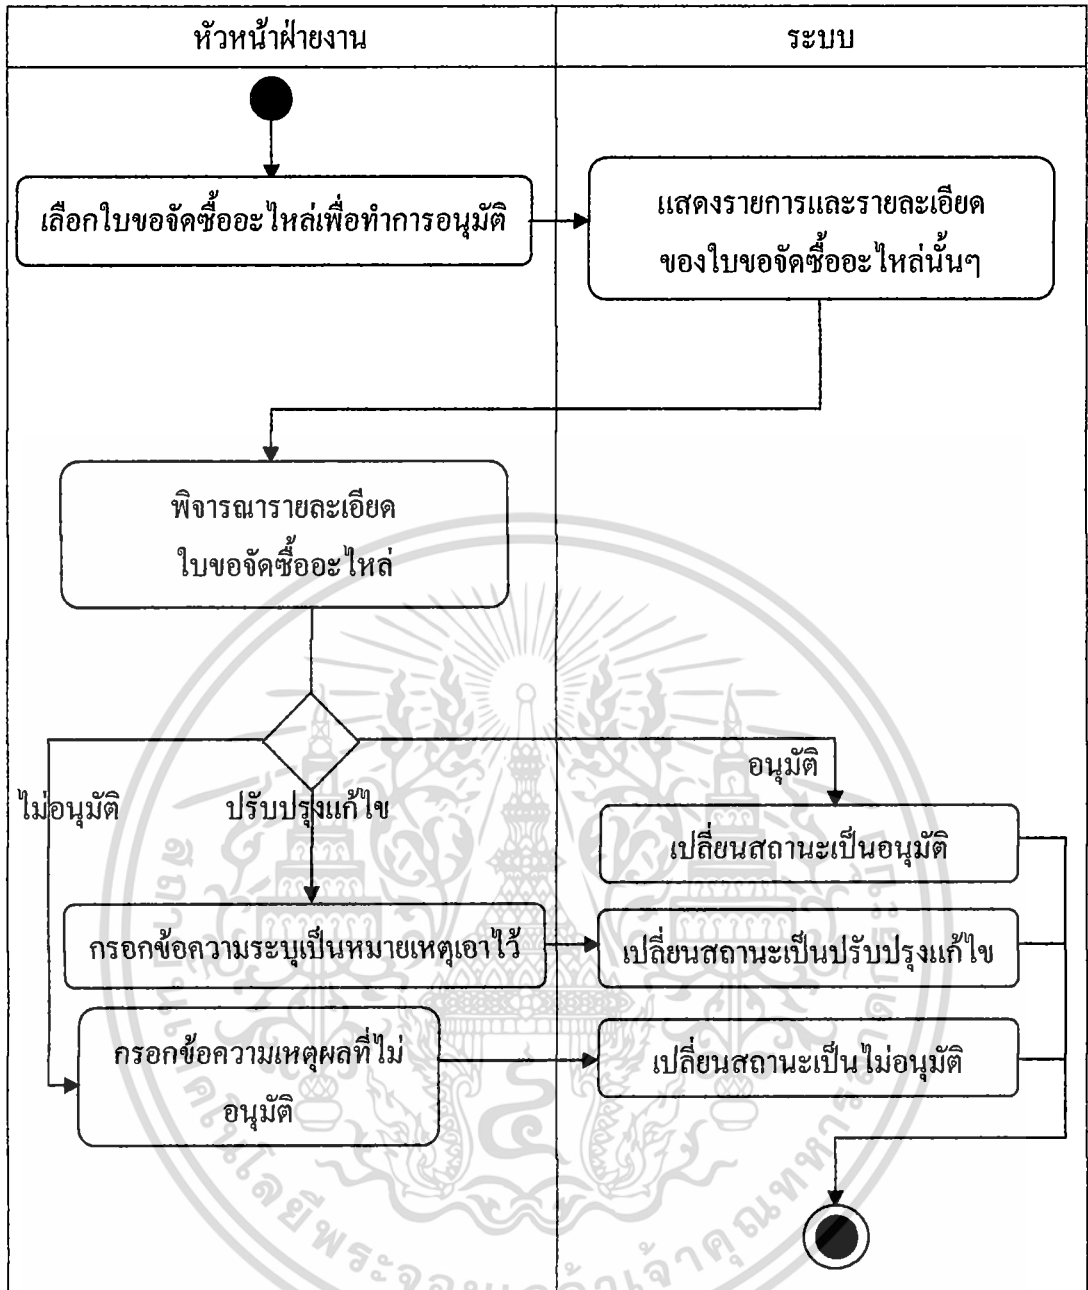 หัวหน้าฝ่ายงาน
ระบบ
เลือกใบขอจัดซื้ออะไหล่เพื่อทำการอนุมัติ
แสดงรายการและรายละเอียด
ของใบขอจัดซื้ออะไหล่นั้นๆ
พิจารณารายละเอียด
ใบขอจัดซื้ออะไหล่
อนุมัติ
ไม่อนุมัติ
ปรับปรุงแก้ไข
เปลี่ยนสถานะเป็นอนุมัติ
กรอกข้อความระบุเป็นหมายเหตุเอาไว้
เปลี่ยนสถานะเป็นปรับปรุงแก้ไข
กรอกข้อความเหตุผลที่ไม่
อนุมัติ
เปลี่ยนสถานะเป็นไม่อนุมัติ